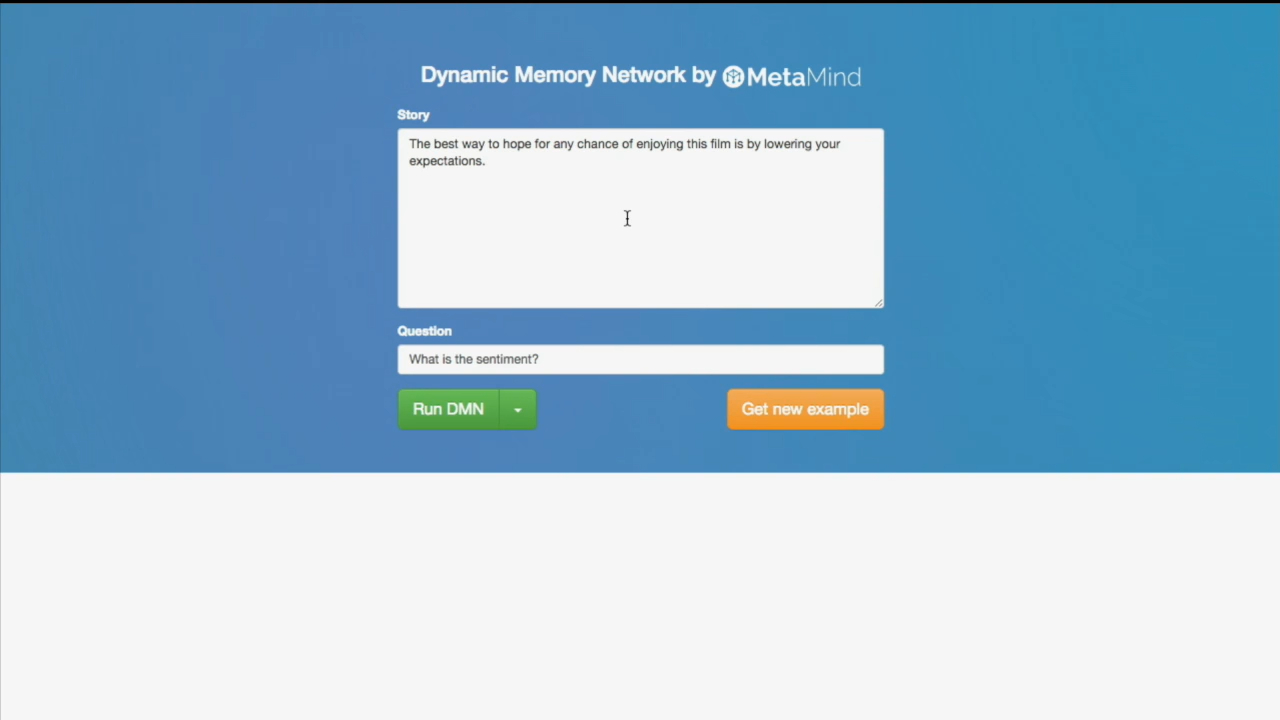 Dynamic Memory Network by MetaMind
Story
The best way to hope for any chance of enjoying this film is by lowering your
expectations.
Question
What is the sentiment?
Run DMN
Get new example